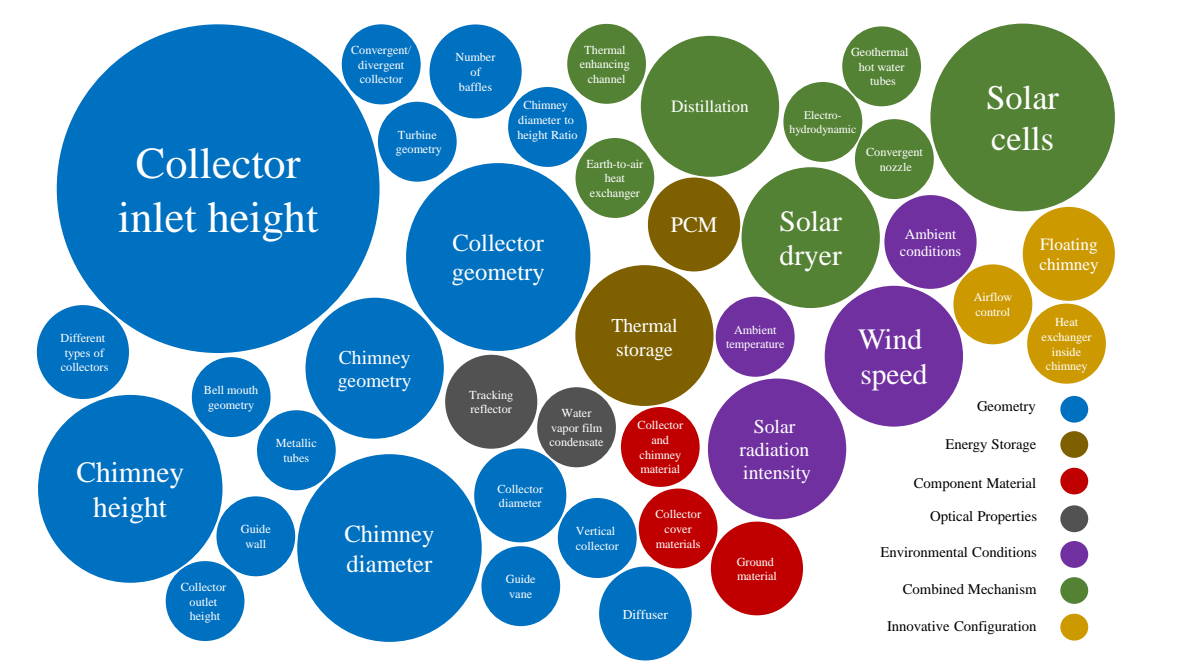 Collector
inlet height
Convergent/
divergent
collector
Number
of
baffles
Turbine
geometry
Chimney
diameter to
height Ratio
Thermal
enhancing
channel
Distillation
Geothermal
hot water
tubes
Electro-
hydrodynamic
Convergent
nozzle
Solar
cells
Earth-to-air
heat
exchanger
PCM
Solar
dryer
Ambient
conditions
Floating
chimney
Collector
geometry
Airflow
control
Heat
exchanger
inside
chimney
Thermal
storage
Ambient
temperature
Wind
speed
Different
types of
collectors
Chimney
geometry
Bell mouth
geometry
Tracking
reflector
Water
vapor film
condensate
Collector
and
chimney
material
Solar
radiation
intensity
Metallic
tubes
Chimney
height
Collector
diameter
Guide
wall
Chimney
diameter
Vertical
collector
Collector
cover
materials
Ground
material
Collector
outlet
height
Guide
vane
Diffuser
Geometry
Energy Storage
Component Material
Optical Properties
Environmental Conditions
Combined Mechanism
Innovative Configuration